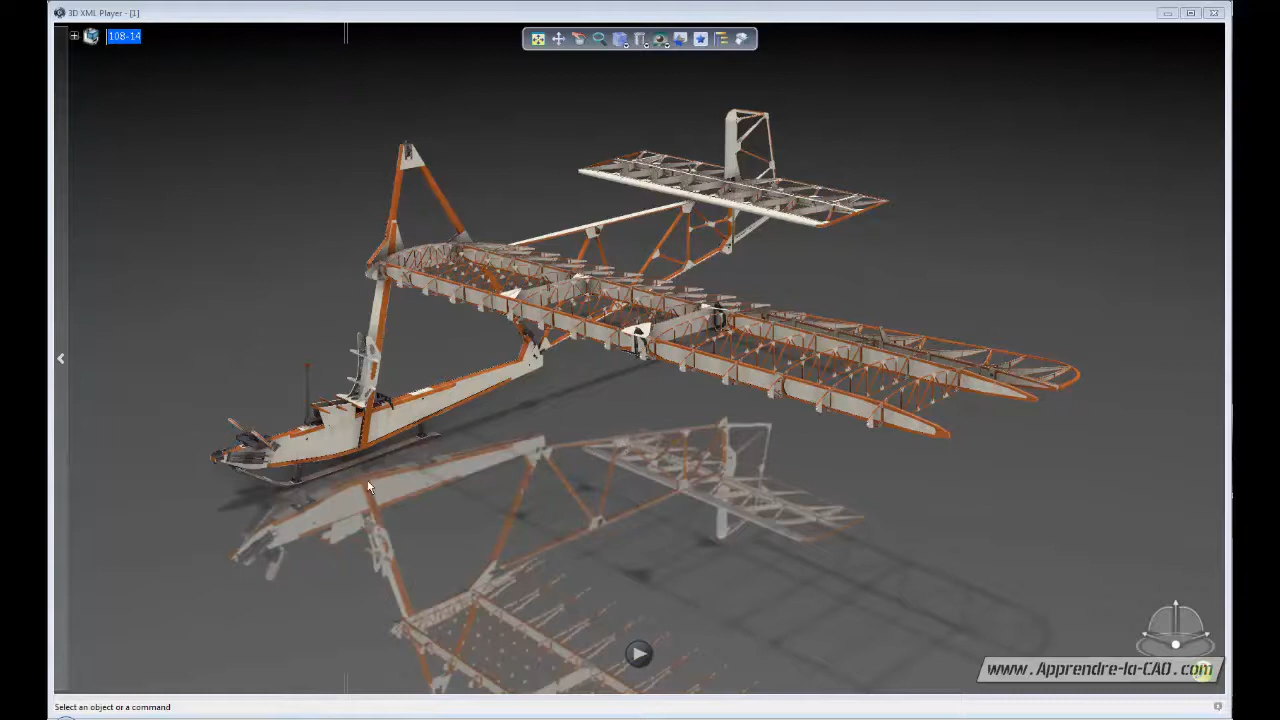 3D XML Player - [1]
108-14
www.Apprendre-la-CAO.com
Select an object or a command